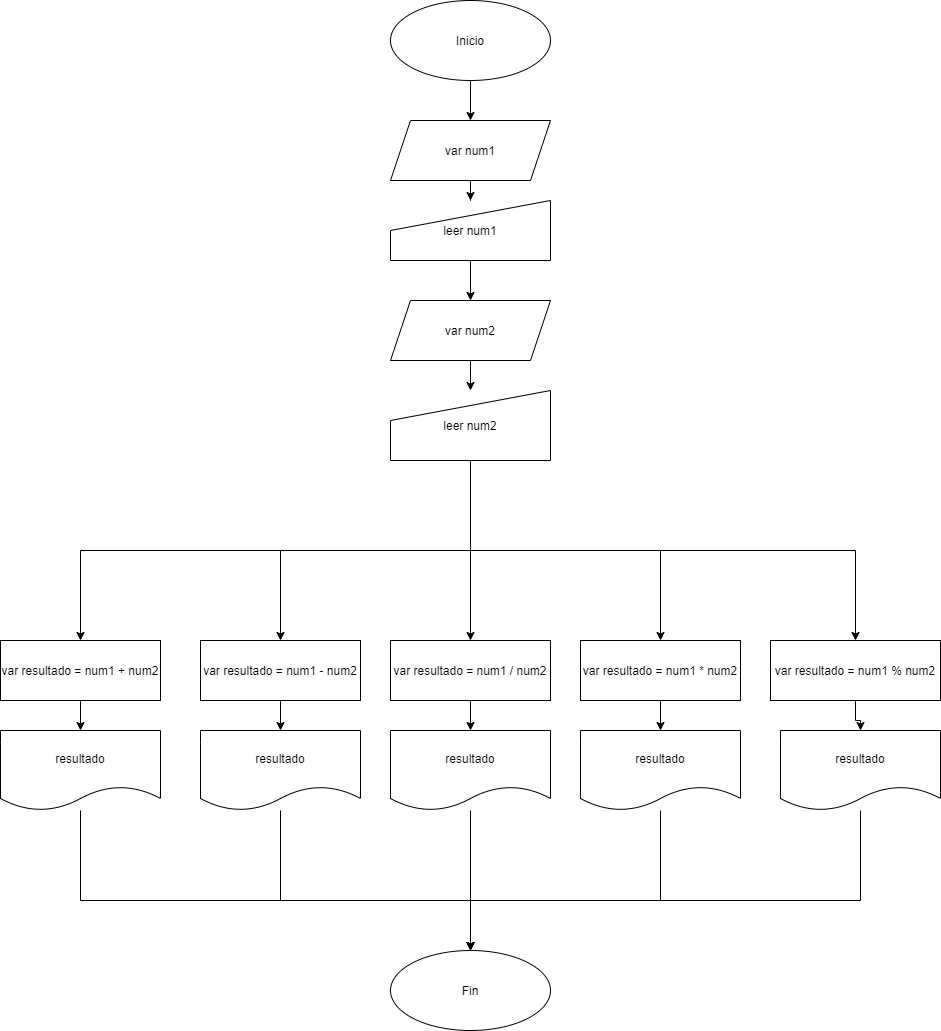 Inicio
var num1
leer num1
var num2
leer num2
var resultado = num1 + num2
var resultado = num1 - num2
var resultado = num1 / num2
var resultado = num1 * num2
var resultado = num1 % num2
resultado
resultado
resultado
resultado
resultado
Fin